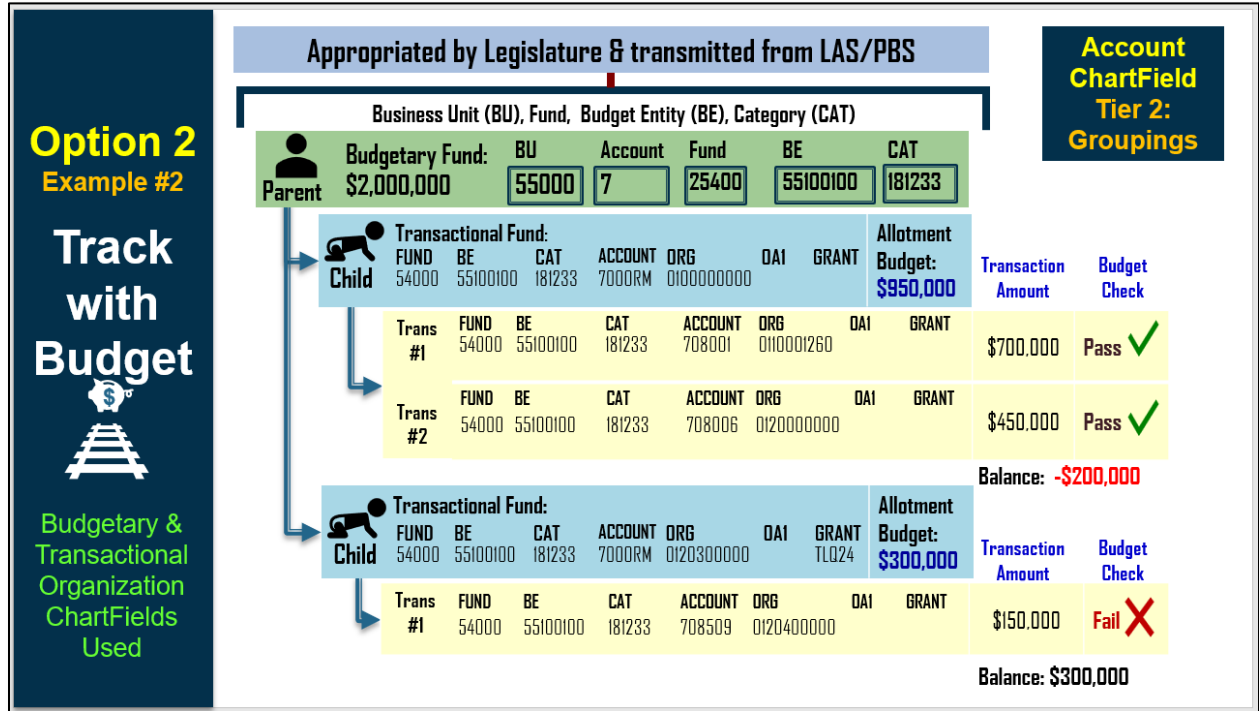 Option 2
Example #2
Track
with
Budget
$
Budgetary &
Transactional
Organization
ChartFields
Used
Appropriated by Legislature & transmitted from LAS/PBS
Account
ChartField
Tier 2:
Groupings
Business Unit (BU), Fund, Budget Entity (BE), Category (CAT)
Parent
Budgetary Fund: BU Account Fund BE CAT
$2,000,000 55000 7 25400 55100100 181233
Child
Transactional Fund:
FUND BE CAT ACCOUNT ORG OA1 GRANT
54000 55100100 181233 7000RM 0100000000
Allotment
Budget:
$950,000
Transaction
Amount
Budget
Check
Trans
#1
FUND BE CAT ACCOUNT ORG OA1 GRANT
54000 55100100 181233 708001 0110001260
$700,000 Pass
Trans
#2
FUND BE CAT ACCOUNT ORG OA1 GRANT
54000 55100100 181233 708006 0120000000
$450,000 Pass
Balance: -$200,000
Child
Transactional Fund:
FUND BE CAT ACCOUNT ORG OA1 GRANT
54000 55100100 181233 7000RM 0120300000 TLQ24
Allotment
Budget:
$300,000
Transaction
Amount
Budget
Check
Trans
#1
FUND BE CAT ACCOUNT ORG OA1 GRANT
54000 55100100 181233 708509 0120400000
$150,000 Fail
Balance: $300,000